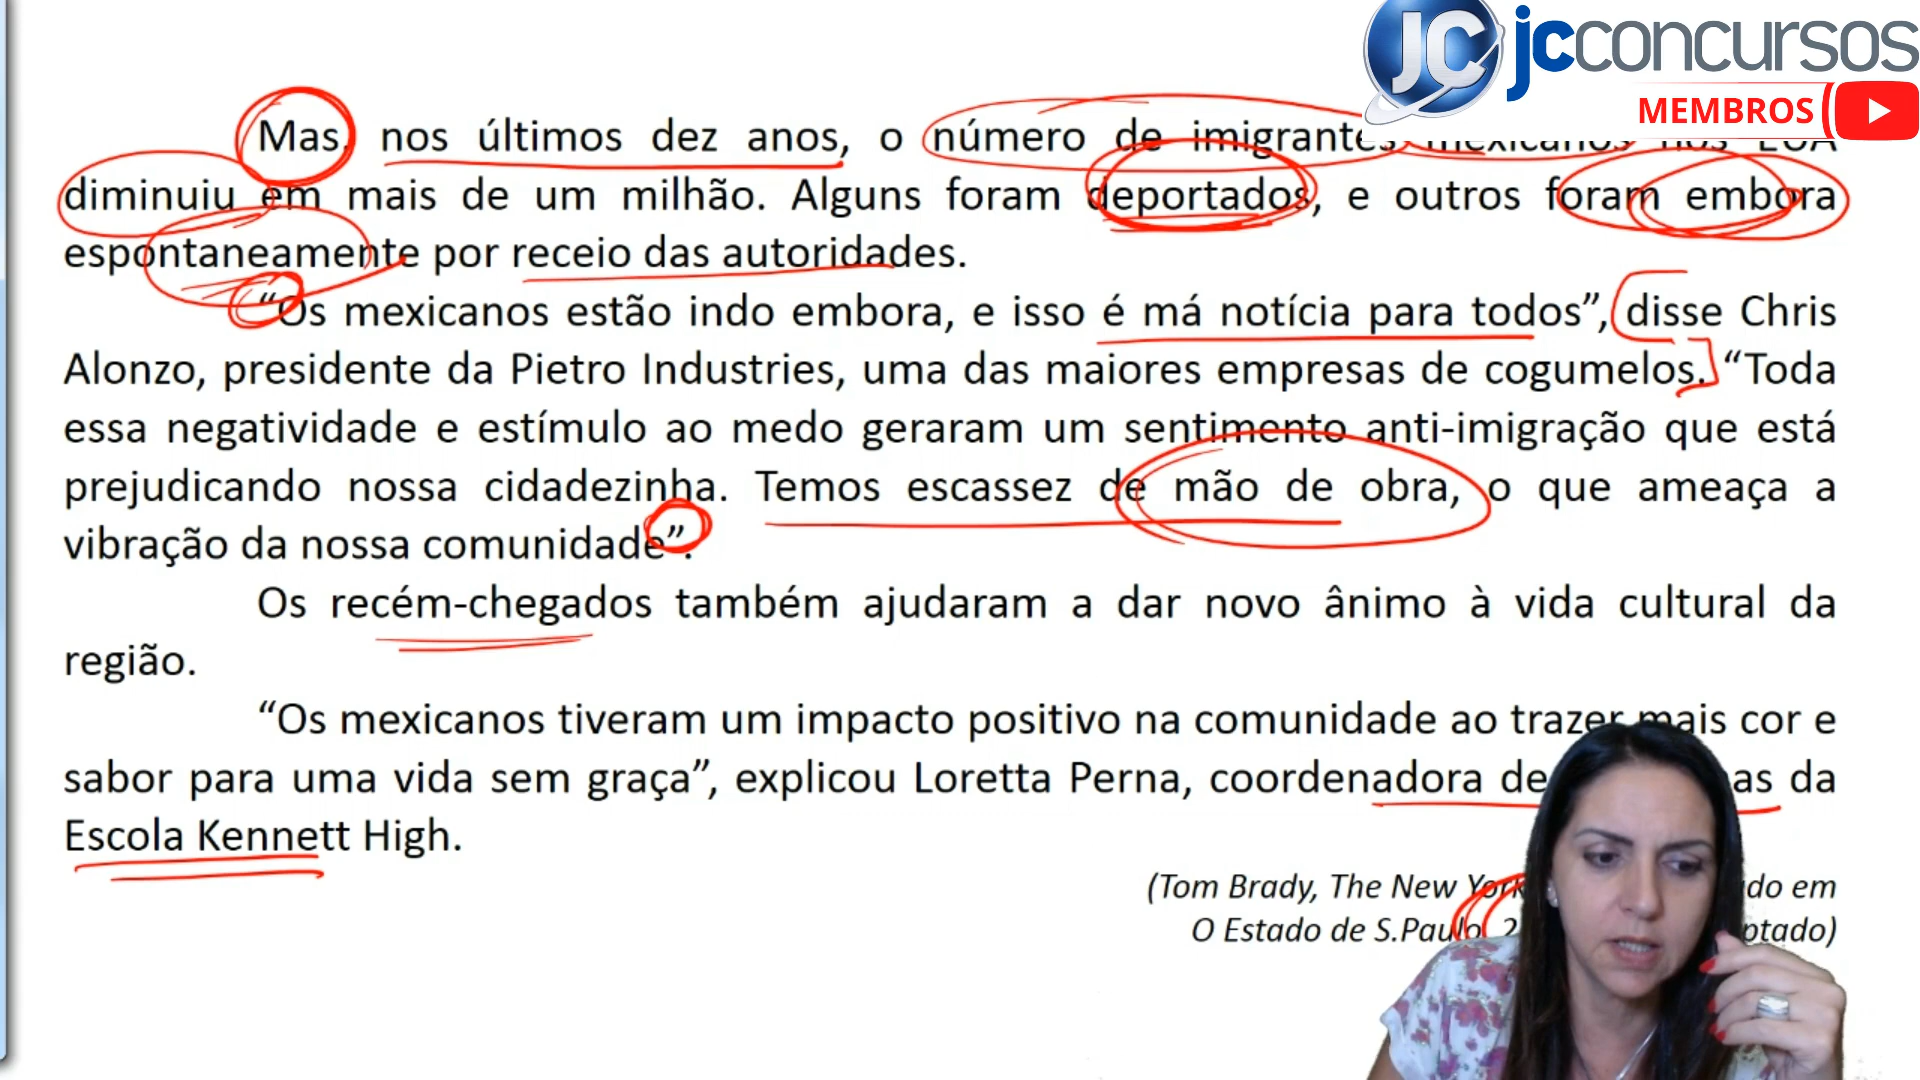 JC jcconcursos
MEMBROS
Mas, nos últimos dez anos, o número de imigrantes mexicanos nos EUA
diminuiu em mais de um milhão. Alguns foram deportados, e outros foram embora
espontaneamente por receio das autoridades.
“Os mexicanos estão indo embora, e isso é má notícia para todos”, disse Chris
Alonzo, presidente da Pietro Industries, uma das maiores empresas de cogumelos. “Toda
essa negatividade e estímulo ao medo geraram um sentimento anti-imigração que está
prejudicando nossa cidadezinha. Temos escassez de mão de obra, o que ameaça a
vibração da nossa comunidade”.
Os recém-chegados também ajudaram a dar novo ânimo à vida cultural da
região.
“Os mexicanos tiveram um impacto positivo na comunidade ao trazer mais cor e
sabor para uma vida sem graça”, explicou Loretta Perna, coordenadora de da
Escola Kennett High.
(Tom Brady, The New York em
O Estado de S.Paulo,